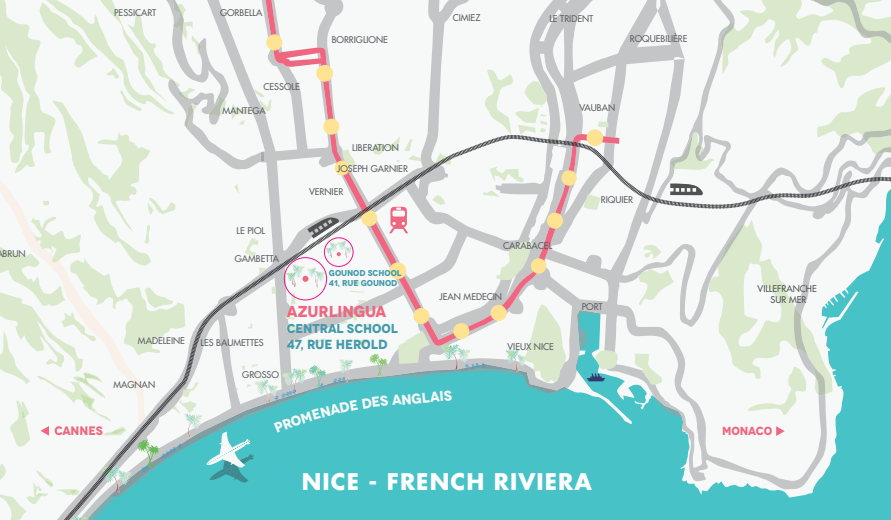 PESSICART
GORBELLA
CIMIEZ
LE TRIDENT
BORRIGLIONE
ROQUEBILIÈRE
CESSOLE
MANTEGA
VAUBAN
LIBERATION
JOSEPH GARNIER
VERNIER
RIQUIER
LE PIOL
CARABACEL
ABRUN
GAMBETTA
GOUNOD SCHOOL
41, RUE GOUNOD
VILLEFRANCHE
SUR MER
JEAN MEDECIN
PORT
AZURLINGUA
CENTRAL SCHOOL
47, RUE HEROLD
MADELEINE
LES BAUMETTES
VIEUX NICE
GROSSO
MAGNAN
PROMENADE DES ANGLAIS
CANNES
MONACO
NICE - FRENCH RIVIERA